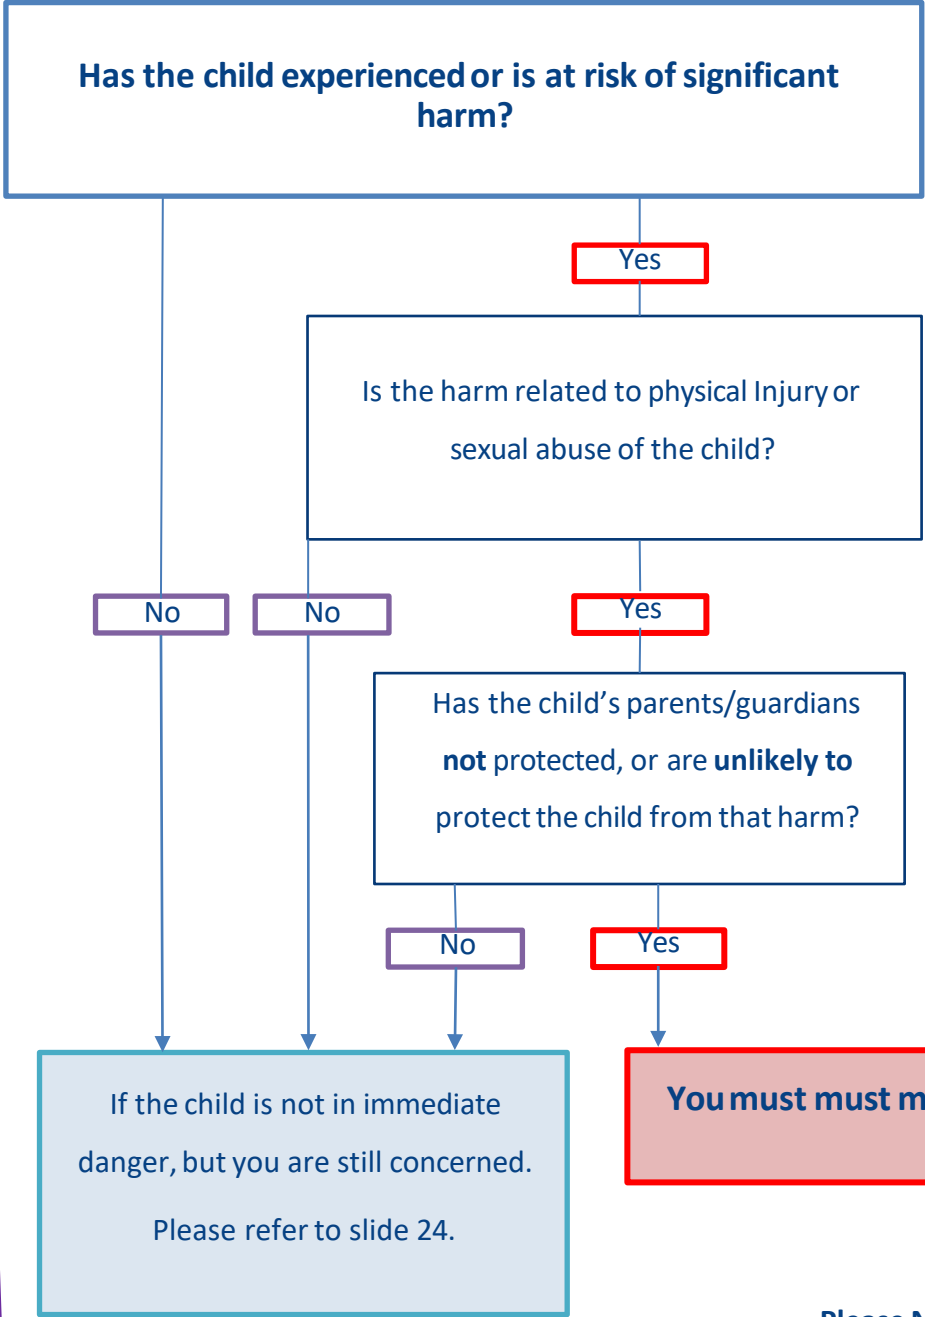 Has the child experienced or is at risk of significant
harm?
Yes
Is the harm related to physical Injury or
sexual abuse of the child?
No
No
Yes
Has the child's parents/guardians
not protected, or are unlikely to
protect the child from that harm?
No
Yes
If the child is not in immediate
danger, but you are still concerned.
Please refer to slide 24.
You must must m
Please N